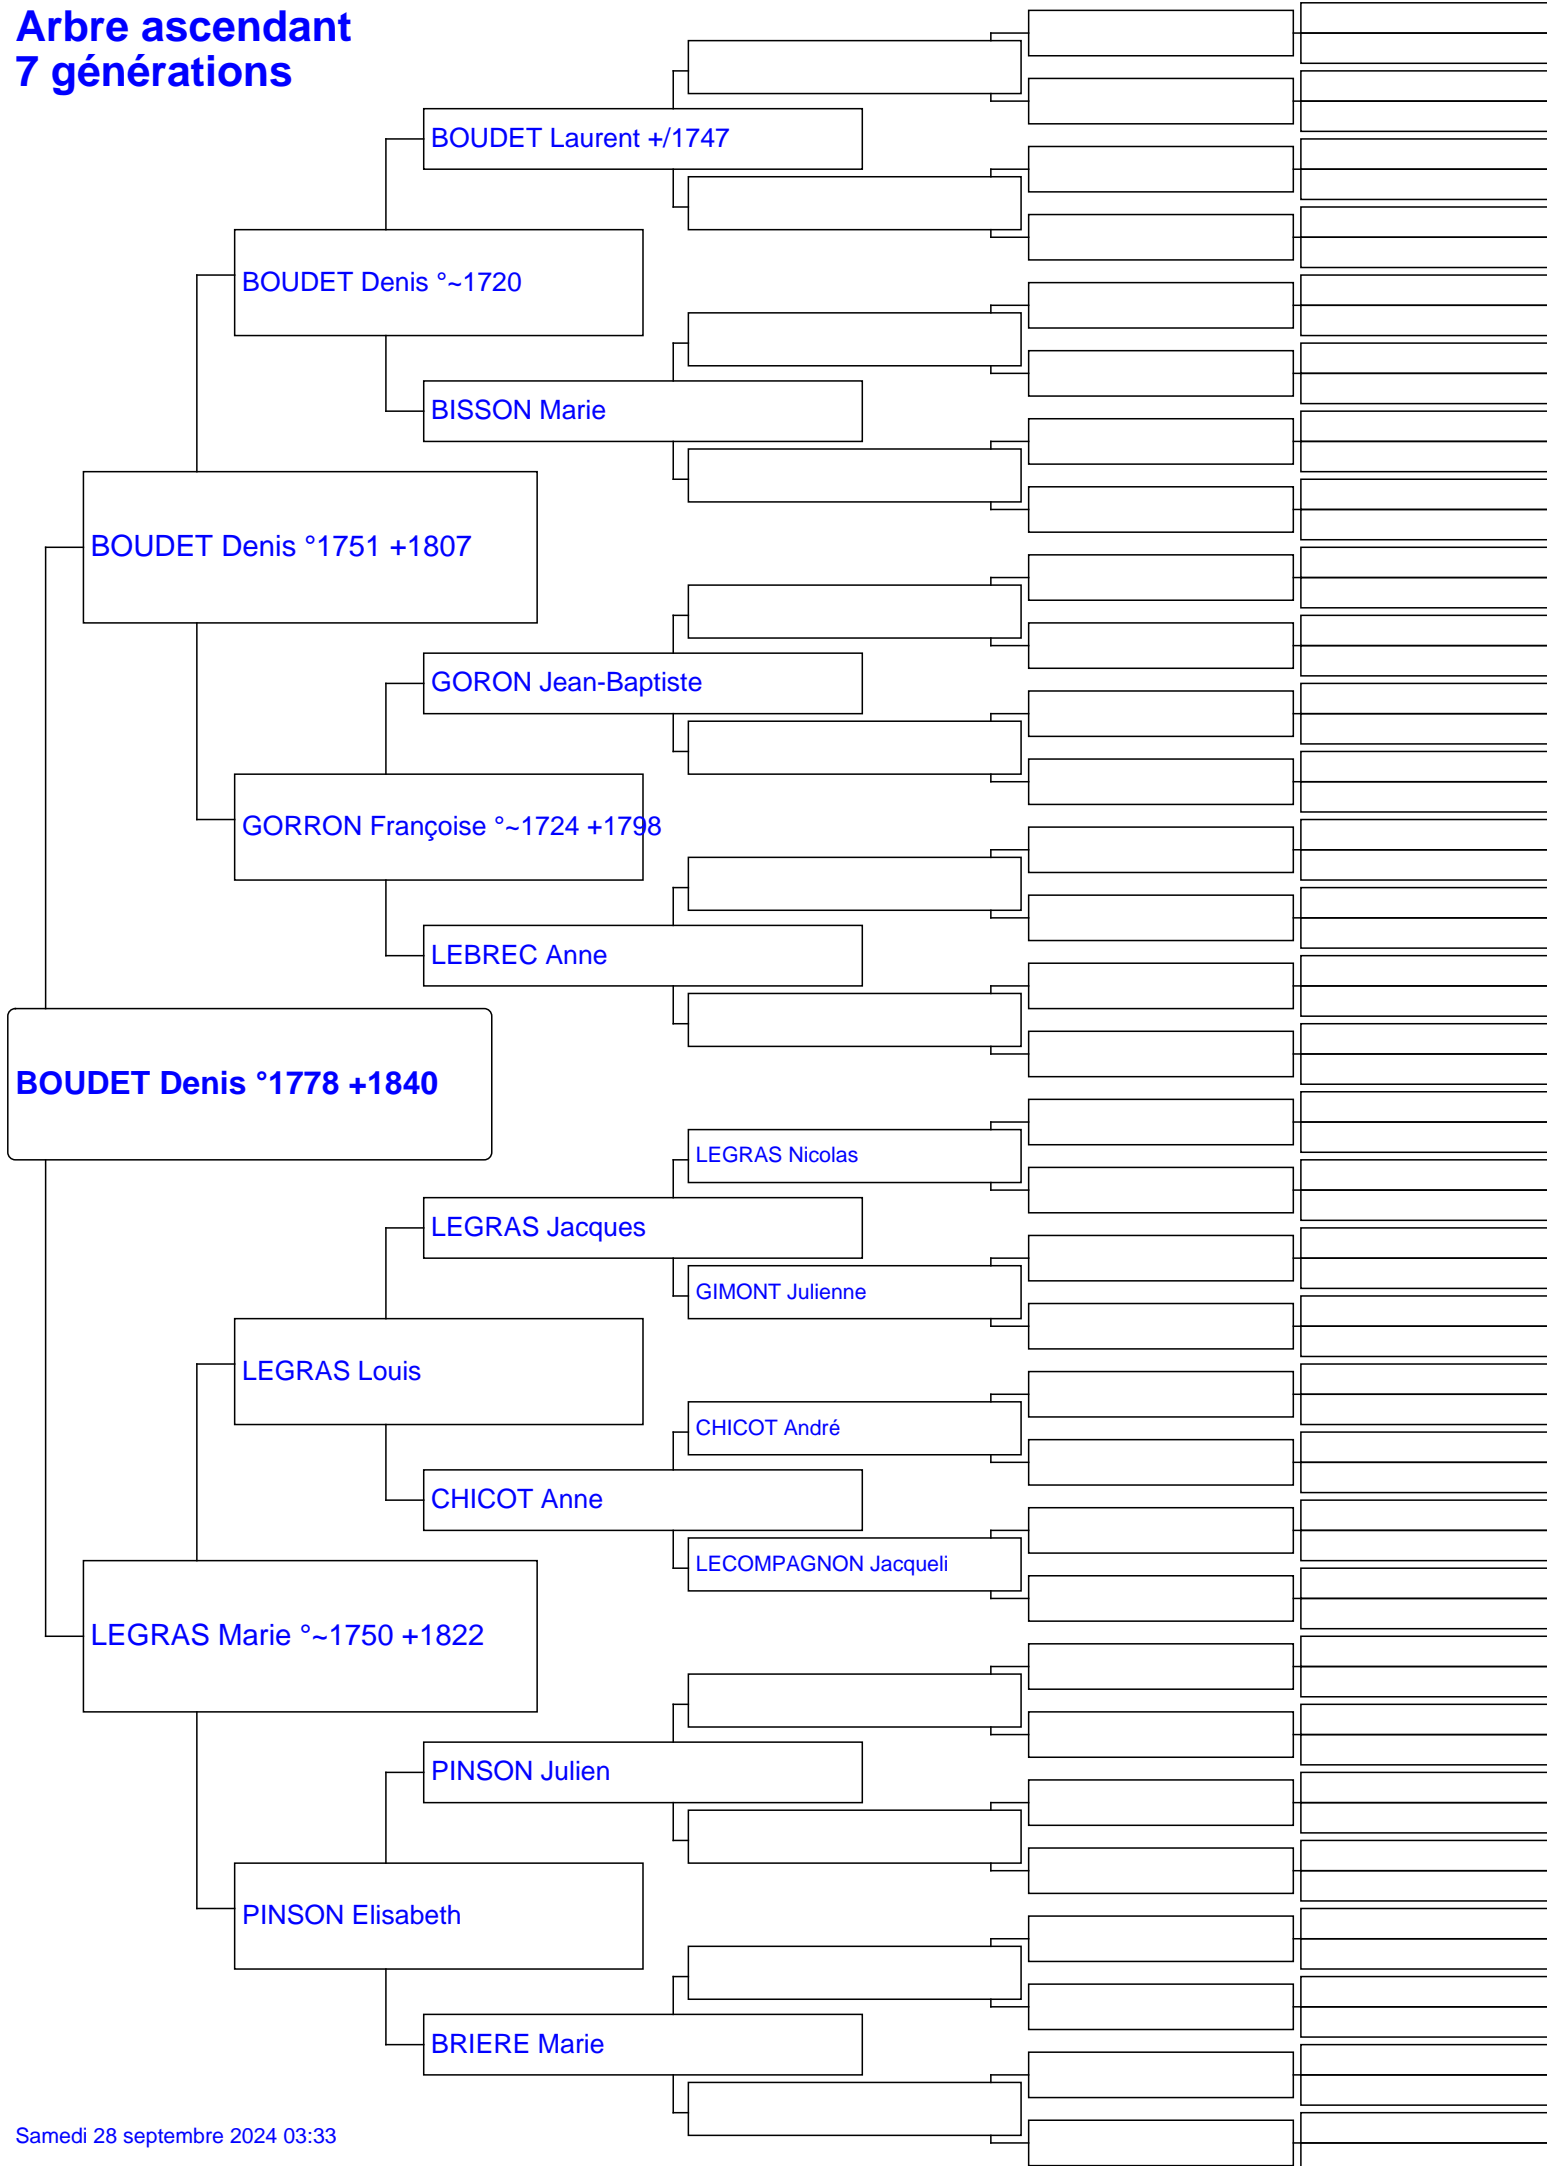 Arbre ascendant
7 générations
BOUDET Laurent +/1747
BOUDET Denis °~1720
BISSON Marie
BOUDET Denis °1751 +1807
GORON Jean-Baptiste
GORRON Françoise °~1724 +1798
LEBREC Anne
BOUDET Denis °1778 +1840
LEGRAS Nicolas
LEGRAS Jacques
GIMONT Julienne
LEGRAS Louis
CHICOT André
CHICOT Anne
LECOMPAGNON Jacqueli
LEGRAS Marie °~1750 +1822
PINSON Julien
PINSON Elisabeth
BRIERE Marie
Samedi 28 septembre 2024 03:33